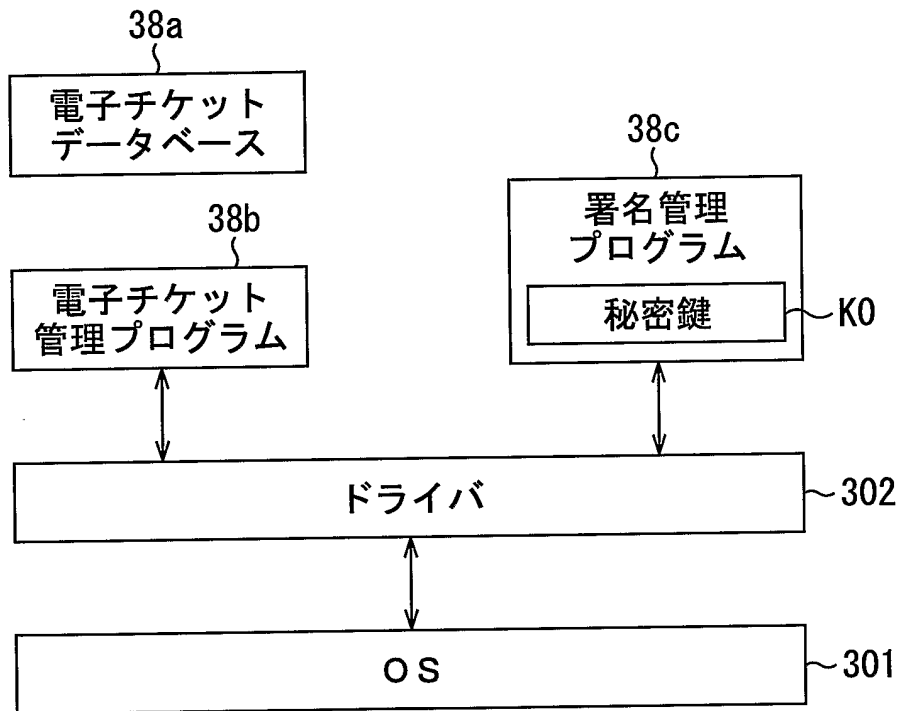 38a
電子チケット
データベース
38b
電子チケット
管理プログラム
38c
署名管理
プログラム
秘密鍵
K0
ドライバ
302
OS
301